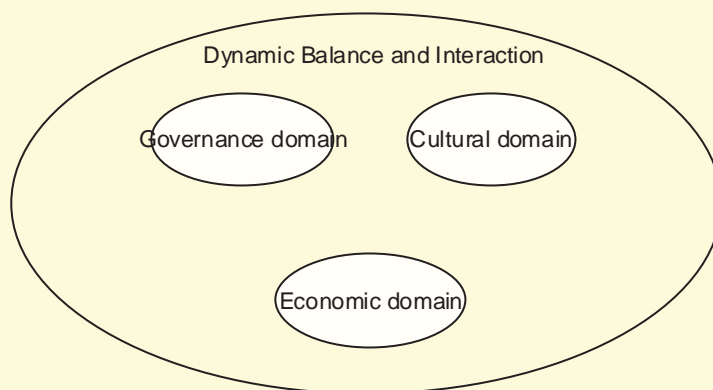 Dynamic Balance and Interaction
Governance domain
Cultural domain
Economic domain